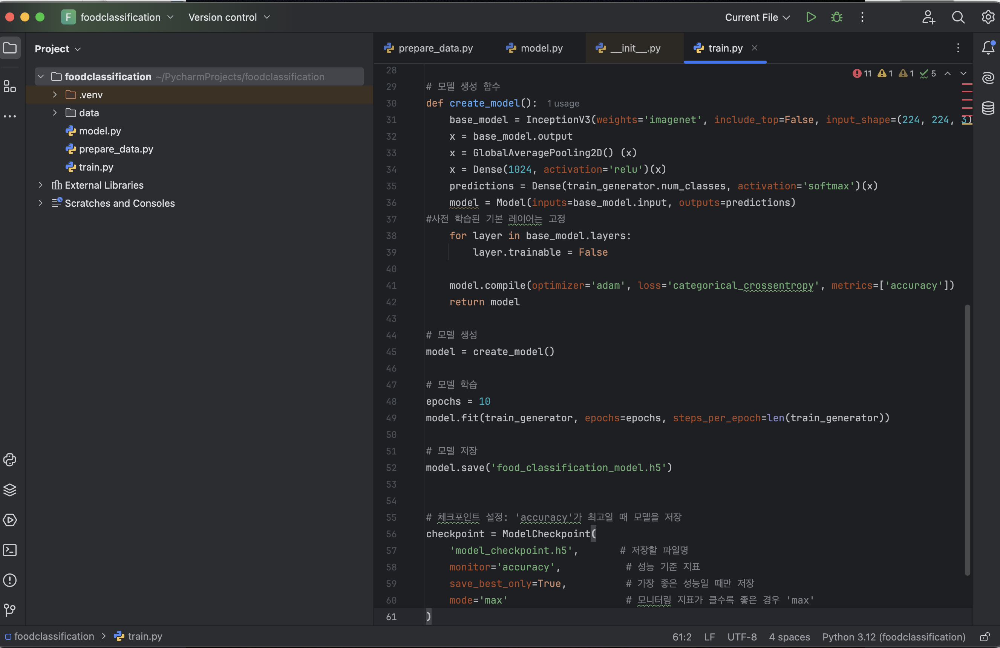 F foodclassification Version control Current File
Project
foodclassification ~/PycharmProjects/foodclassification
.venv
data
model.py
prepare_data.py
train.py
External Libraries
Scratches and Consoles
prepare_data.py model.py __init__.py train.py
11 1 1 5
28
29 # 모델 생성 함수
30 def create_model(): 1 usage
31     base_model = InceptionV3(weights='imagenet', include_top=False, input_shape=(224, 224, 3)
32     x = base_model.output
33     x = GlobalAveragePooling2D() (x)
34     x = Dense(1024, activation='relu')(x)
35     predictions = Dense(train_generator.num_classes, activation='softmax')(x)
36     model = Model(inputs=base_model.input, outputs=predictions)
37 #사전 학습된 기본 레이어는 고정
38     for layer in base_model.layers:
39         layer.trainable = False
40
41     model.compile(optimizer='adam', loss='categorical_crossentropy', metrics=['accuracy'])
42     return model
43
44 # 모델 생성
45 model = create_model()
46
47 # 모델 학습
48 epochs = 10
49 model.fit(train_generator, epochs=epochs, steps_per_epoch=len(train_generator))
50
51 # 모델 저장
52 model.save('food_classification_model.h5')
53
54
55 # 체크포인트 설정: 'accuracy'가 최고일 때 모델을 저장
56 checkpoint = ModelCheckpoint(
57     'model_checkpoint.h5',       # 저장할 파일명
58     monitor='accuracy',           # 성능 기준 지표
59     save_best_only=True,          # 가장 좋은 성능일 때만 저장
60     mode='max'                    # 모니터링 지표가 클수록 좋은 경우 'max'
61 )
foodclassification > train.py 61:2 LF UTF-8 4 spaces Python 3.12 (foodclassification)